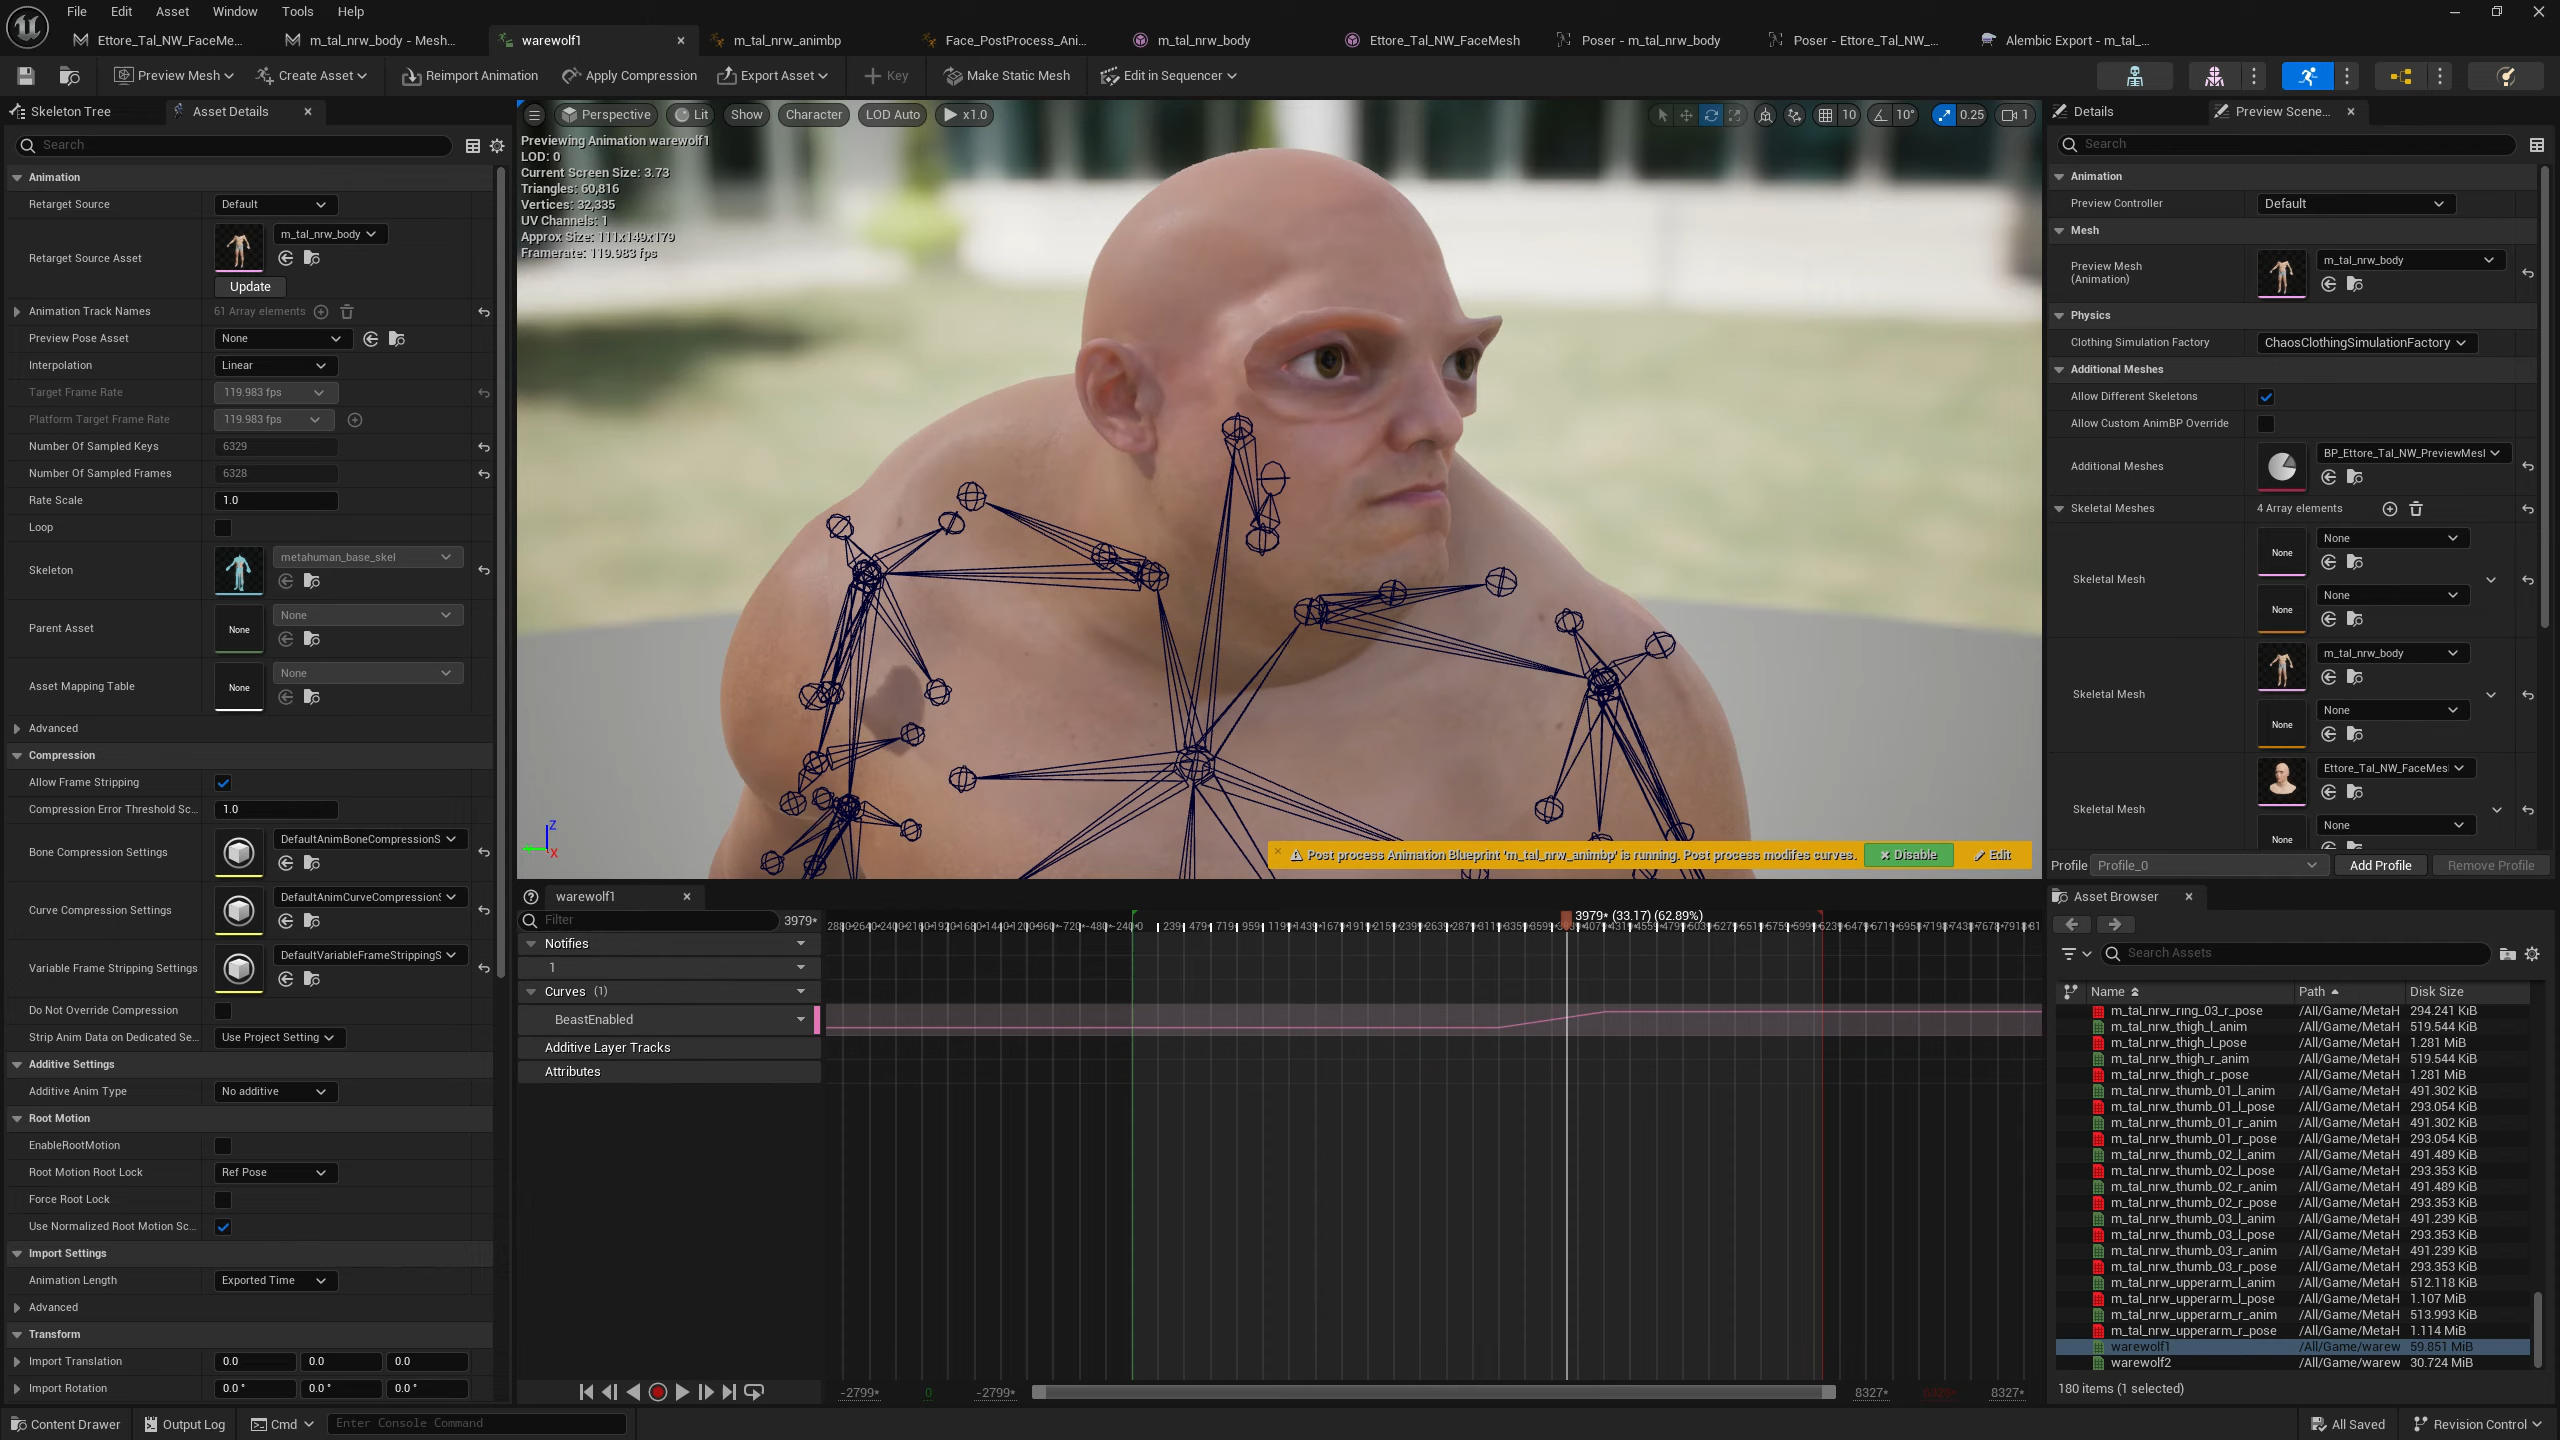 File Edit Asset Window Tools Help
Ettore_Tal_NW_FaceMe... m_tal_nrw_body - Mesh... warewolf1 m_tal_nrw_animbp Face_PostProcess_Ani... m_tal_nrw_body Ettore_Tal_NW_FaceMesh Poser - m_tal_nrw_body Poser - Ettore_Tal_NW_... Alembic Export - m_tal_...
Preview Mesh Create Asset Reimport Animation Apply Compression Export Asset Key Make Static Mesh Edit in Sequencer
Skeleton Tree Asset Details
Search
Animation
Retarget Source Default
Retarget Source Asset m_tal_nrw_body
Update
Animation Track Names 61 Array elements
Preview Pose Asset None
Interpolation Linear
Target Frame Rate 119.983 fps
Platform Target Frame Rate 119.983 fps
Number Of Sampled Keys 6329
Number Of Sampled Frames 6328
Rate Scale 1.0
Loop
Skeleton metahuman_base_skel
Parent Asset None None
Asset Mapping Table None None
Advanced
Compression
Allow Frame Stripping
Compression Error Threshold Sc... 1.0
Bone Compression Settings DefaultAnimBoneCompressionS
Curve Compression Settings DefaultAnimCurveCompressionS
Variable Frame Stripping Settings DefaultVariableFrameStrippingS
Do Not Override Compression
Strip Anim Data on Dedicated Se... Use Project Setting
Additive Settings
Additive Anim Type No additive
Root Motion
EnableRootMotion
Root Motion Root Lock Ref Pose
Force Root Lock
Use Normalized Root Motion Sc...
Import Settings
Animation Length Exported Time
Advanced
Transform
Import Translation 0.0 0.0 0.0
Import Rotation 0.0 ° 0.0 ° 0.0 °
Perspective Lit Show Character LOD Auto x1.0 10 10° 0.25 1
Previewing Animation warewolf1
LOD: 0
Current Screen Size: 3.73
Triangles: 60,816
Vertices: 32,335
UV Channels: 1
Approx Size: 111x149x179
Framerate: 119.983 fps
Z
X
Post process Animation Blueprint 'm_tal_nrw_animbp' is running. Post process modifes curves. Disable Edit
warewolf1
Filter 3979*
3979* (33.17) (62.89%)
Notifies
1
Curves (1)
BeastEnabled
Additive Layer Tracks
Attributes
-2799* 0 -2799* 8327* 8327*
Details Preview Scene...
Search
Animation
Preview Controller Default
Mesh
Preview Mesh
(Animation) m_tal_nrw_body
Physics
Clothing Simulation Factory ChaosClothingSimulationFactory
Additional Meshes
Allow Different Skeletons
Allow Custom AnimBP Override
Additional Meshes BP_Ettore_Tal_NW_PreviewMesl
Skeletal Meshes 4 Array elements
None None
Skeletal Mesh
None None
m_tal_nrw_body
Skeletal Mesh
None None
Ettore_Tal_NW_FaceMes
Skeletal Mesh
None None
Profile Profile_0 Add Profile Remove Profile
Asset Browser
Search Assets
Name Path Disk Size
m_tal_nrw_ring_03_r_pose /All/Game/MetaH 294.241 KiB
m_tal_nrw_thigh_l_anim /All/Game/MetaH 519.544 KiB
m_tal_nrw_thigh_l_pose /All/Game/MetaH 1.281 MiB
m_tal_nrw_thigh_r_anim /All/Game/MetaH 519.544 KiB
m_tal_nrw_thigh_r_pose /All/Game/MetaH 1.281 MiB
m_tal_nrw_thumb_01_l_anim /All/Game/MetaH 491.302 KiB
m_tal_nrw_thumb_01_l_pose /All/Game/MetaH 293.054 KiB
m_tal_nrw_thumb_01_r_anim /All/Game/MetaH 491.302 KiB
m_tal_nrw_thumb_01_r_pose /All/Game/MetaH 293.054 KiB
m_tal_nrw_thumb_02_l_anim /All/Game/MetaH 491.489 KiB
m_tal_nrw_thumb_02_l_pose /All/Game/MetaH 293.353 KiB
m_tal_nrw_thumb_02_r_anim /All/Game/MetaH 491.489 KiB
m_tal_nrw_thumb_02_r_pose /All/Game/MetaH 293.353 KiB
m_tal_nrw_thumb_03_l_anim /All/Game/MetaH 491.239 KiB
m_tal_nrw_thumb_03_l_pose /All/Game/MetaH 293.353 KiB
m_tal_nrw_thumb_03_r_anim /All/Game/MetaH 491.239 KiB
m_tal_nrw_thumb_03_r_pose /All/Game/MetaH 293.353 KiB
m_tal_nrw_upperarm_l_anim /All/Game/MetaH 512.118 KiB
m_tal_nrw_upperarm_l_pose /All/Game/MetaH 1.107 MiB
m_tal_nrw_upperarm_r_anim /All/Game/MetaH 513.993 KiB
m_tal_nrw_upperarm_r_pose /All/Game/MetaH 1.114 MiB
warewolf1 /All/Game/warew 59.851 MiB
warewolf2 /All/Game/warew 30.724 MiB
180 items (1 selected)
Content Drawer Output Log Cmd Enter Console Command All Saved Revision Control